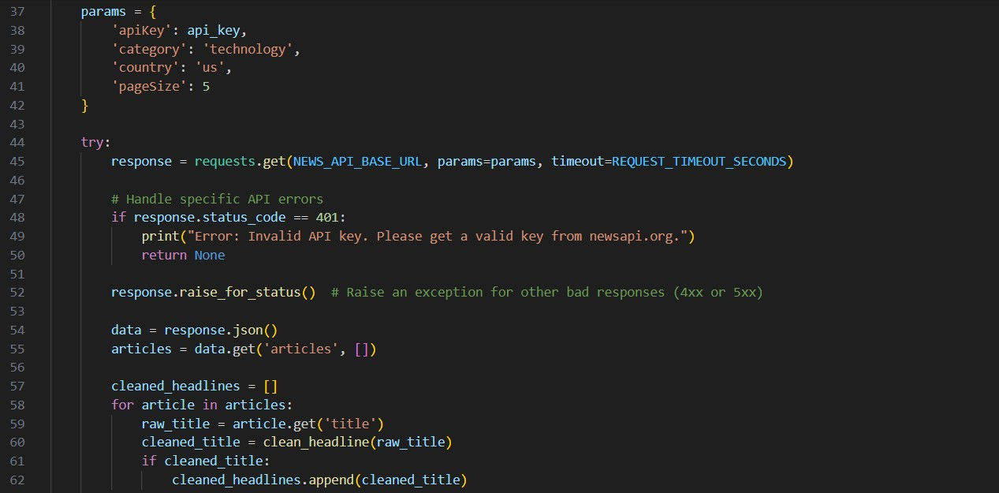 37 params = {
38 'apiKey': api_key,
39 'category': 'technology',
40 'country': 'us',
41 'pageSize': 5
42 }
43
44 try:
45 response = requests.get(NEWS_API_BASE_URL, params=params, timeout=REQUEST_TIMEOUT_SECONDS)
46
47 # Handle specific API errors
48 if response.status_code == 401:
49 print("Error: Invalid API key. Please get a valid key from newsapi.org.")
50 return None
51
52 response.raise_for_status()  # Raise an exception for other bad responses (4xx or 5xx)
53
54 data = response.json()
55 articles = data.get('articles', [])
56
57 cleaned_headlines = []
58 for article in articles:
59 raw_title = article.get('title')
60 cleaned_title = clean_headline(raw_title)
61 if cleaned_title:
62 cleaned_headlines.append(cleaned_title)